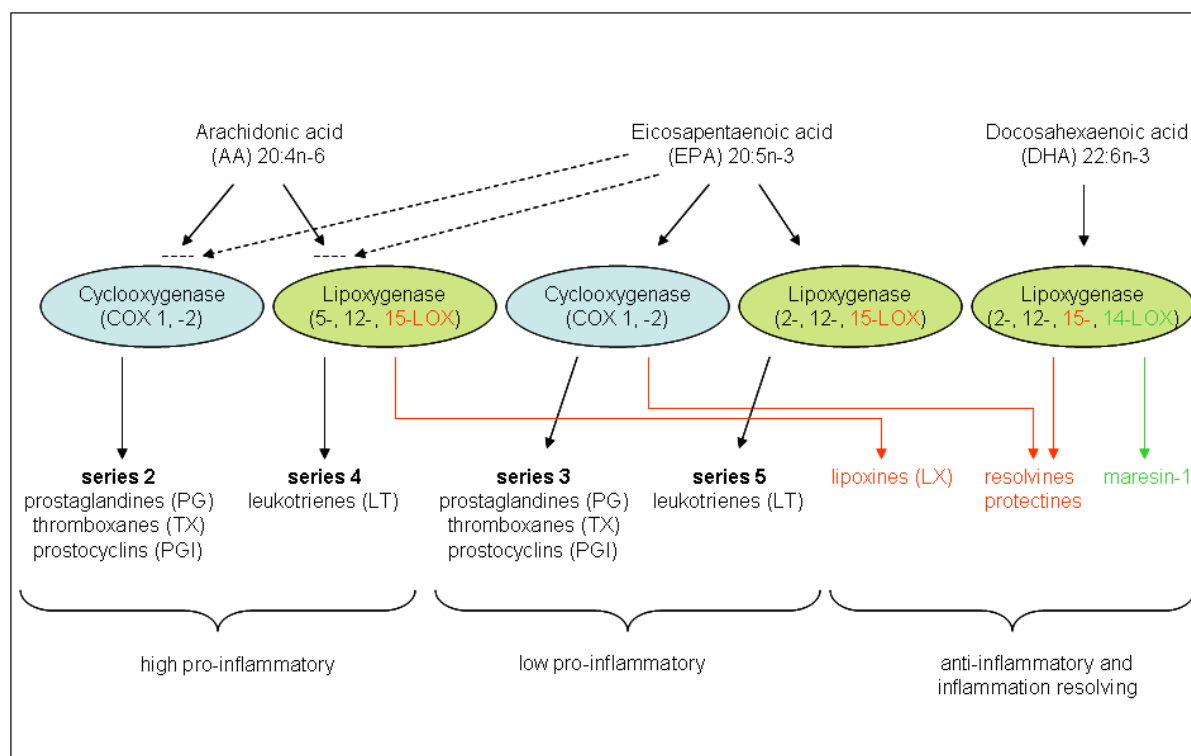 Arachidonic acid
(AA) 20:4n-6
Eicosapentaenoic acid
(EPA) 20:5n-3
Docosahexaenoic acid
(DHA) 22:6n-3
Cyclooxygenase
(COX 1, -2)
Lipoxygenase
(5-, 12-, 15-LOX)
Cyclooxygenase
(COX 1, -2)
Lipoxygenase
(2-, 12-, 15-LOX)
Lipoxygenase
(2-, 12-, 15-, 14-LOX)
series 2
prostaglandines (PG)
thromboxanes (TX)
prostocyclins (PGI)
series 4
leukotrienes (LT)
series 3
prostaglandines (PG)
thromboxanes (TX)
prostocyclins (PGI)
series 5
leukotrienes (LT)
lipoxines (LX)
resolvines
protectines
maresin-1
high pro-inflammatory
low pro-inflammatory
anti-inflammatory and
inflammation resolving